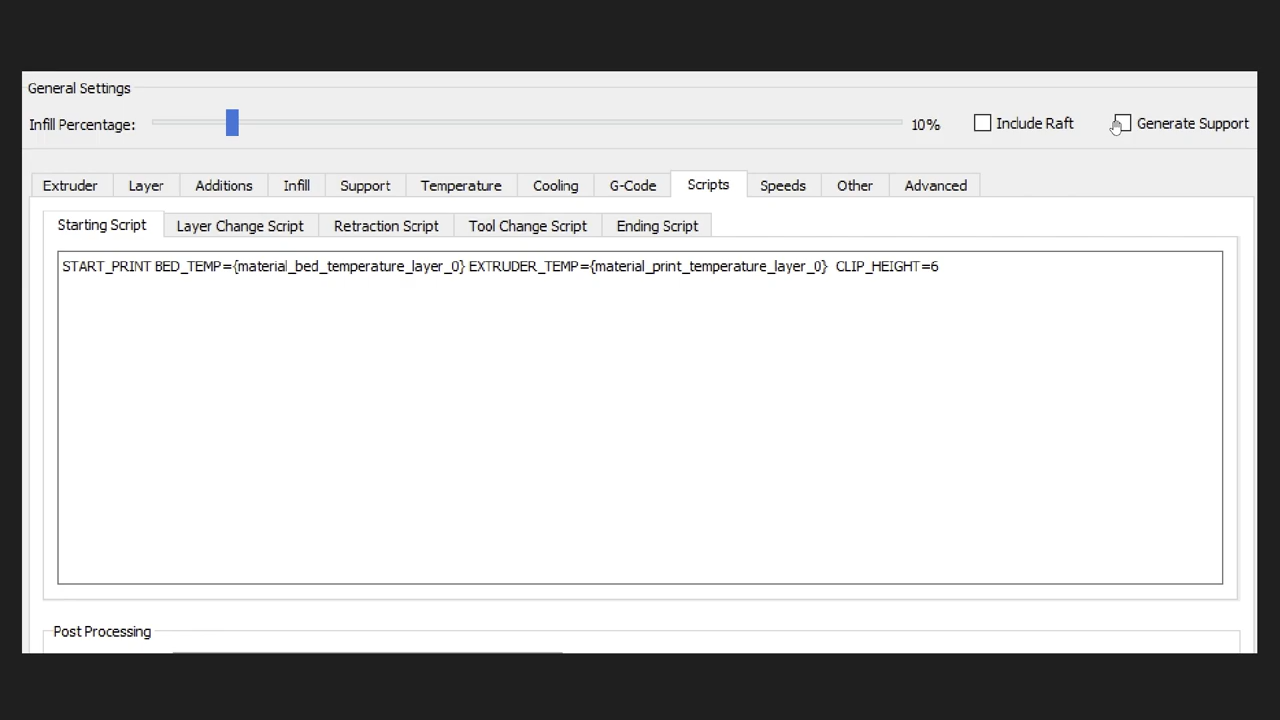 General Settings
Infill Percentage: 10% Include Raft Generate Support
Extruder Layer Additions Infill Support Temperature Cooling G-Code Scripts Speeds Other Advanced
Starting Script Layer Change Script Retraction Script Tool Change Script Ending Script
START_PRINT BED_TEMP={material_bed_temperature_layer_0} EXTRUDER_TEMP={material_print_temperature_layer_0}  CLIP_HEIGHT=6
Post Processing